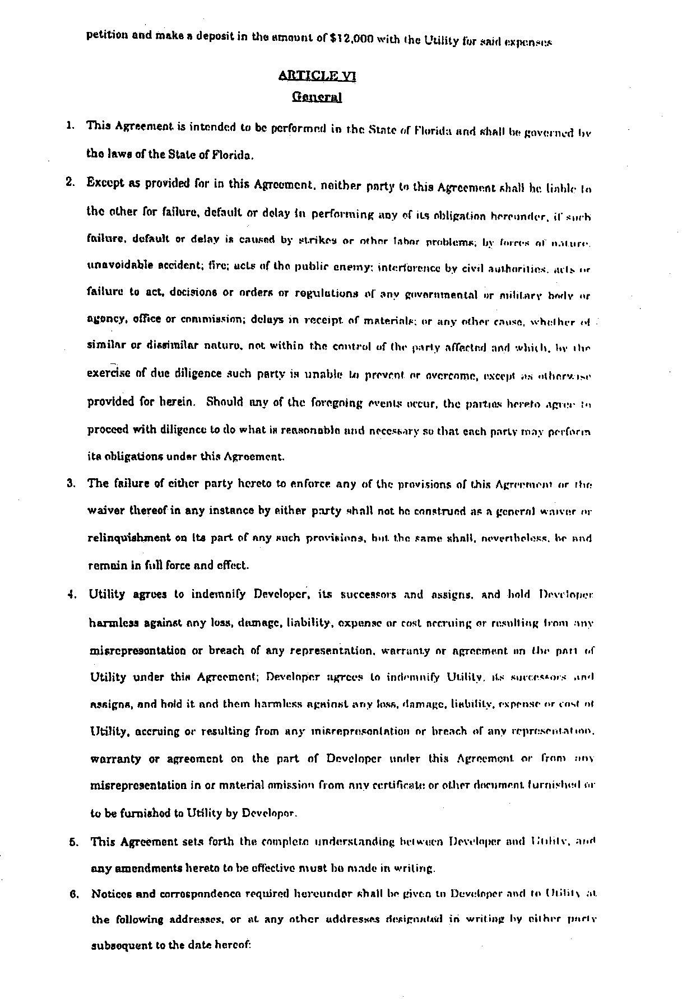 petition and make a deposit in the amount of $12,000 with the Utility for said expenses
ARTICLE VI
General
1. This Agreement is intended to be performed in the State of Florida and shall be governed by
the laws of the State of Florida.
2. Except as provided for in this Agreement, neither party to this Agreement shall be liable to
the other for failure, default or delay in performing any of its obligation hereunder, if such
failure, default or delay is caused by strikes or other labor problems; by forces of nature,
unavoidable accident; fire; acts of the public enemy; interference by civil authorities, acts or
failure to act, decisions or orders or regulations of any governmental or military body or
agency, office or commission; delays in receipt of materials; or any other cause, whether of
similar or dissimilar nature, not within the control of the party affected and which, by the
exercise of due diligence such party is unable to prevent or overcome, except as otherwise
provided for herein. Should any of the foregoing events occur, the parties hereto agree to
proceed with diligence to do what is reasonable and necessary so that each party may perform
its obligations under this Agreement.
3. The failure of either party hereto to enforce any of the provisions of this Agreement or the
waiver thereof in any instance by either party shall not be construed as a general waiver or
relinquishment on its part of any such provisions, but the same shall, nevertheless, be and
remain in full force and effect.
4. Utility agrees to indemnify Developer, its successors and assigns, and hold Developer
harmless against any loss, damage, liability, expense or cost accruing or resulting from any
misrepresentation or breach of any representation, warranty or agreement on the part of
Utility under this Agreement; Developer agrees to indemnify Utility, its successors and
assigns, and hold it and them harmless against any loss, damage, liability, expense or cost of
Utility, accruing or resulting from any misrepresentation or breach of any representation,
warranty or agreement on the part of Developer under this Agreement or from any
misrepresentation in or material omission from any certificate or other document furnished or
to be furnished to Utility by Developer.
5. This Agreement sets forth the complete understanding between Developer and Utility, and
any amendments hereto to be effective must be made in writing.
6. Notices and correspondence required hereunder shall be given to Developer and to Utility at
the following addresses, or at any other addresses designated in writing by either party
subsequent to the date hereof: